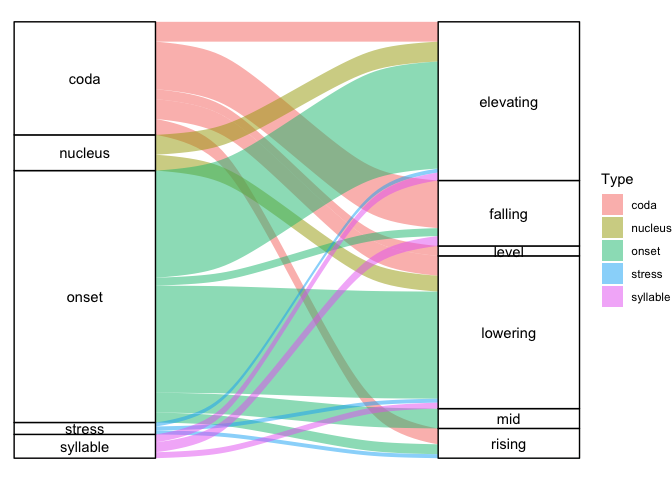 coda
nucleus
onset
stress
syllable
elevating
falling
level
lowering
mid
rising
Type
coda
nucleus
onset
stress
syllable